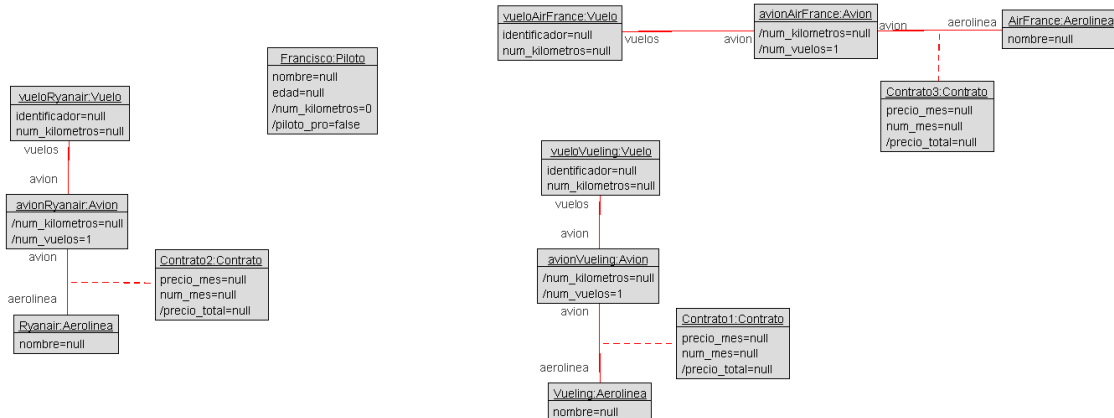 vueloAirFrance:Vuelo
identificador=null
num_kilometros=null
vuelos
avion
avionAirFrance:Avion
/num_kilometros=null
/num_vuelos=1
avion
aerolinea
AirFrance:Aerolinea
nombre=null
Contrato3:Contrato
precio_mes=null
num_mes=null
/precio_total=null
Francisco:Piloto
nombre=null
edad=null
/num_kilometros=0
/piloto_pro=false
vueloRyanair:Vuelo
identificador=null
num_kilometros=null
vuelos
avion
avionRyanair:Avion
/num_kilometros=null
/num_vuelos=1
avion
Contrato2:Contrato
precio_mes=null
num_mes=null
/precio_total=null
aerolinea
Ryanair:Aerolinea
nombre=null
vueloVueling:Vuelo
identificador=null
num_kilometros=null
vuelos
avion
avionVueling:Avion
/num_kilometros=null
/num_vuelos=1
avion
Contrato1:Contrato
precio_mes=null
num_mes=null
/precio_total=null
aerolinea
Vueling:Aerolinea
nombre=null